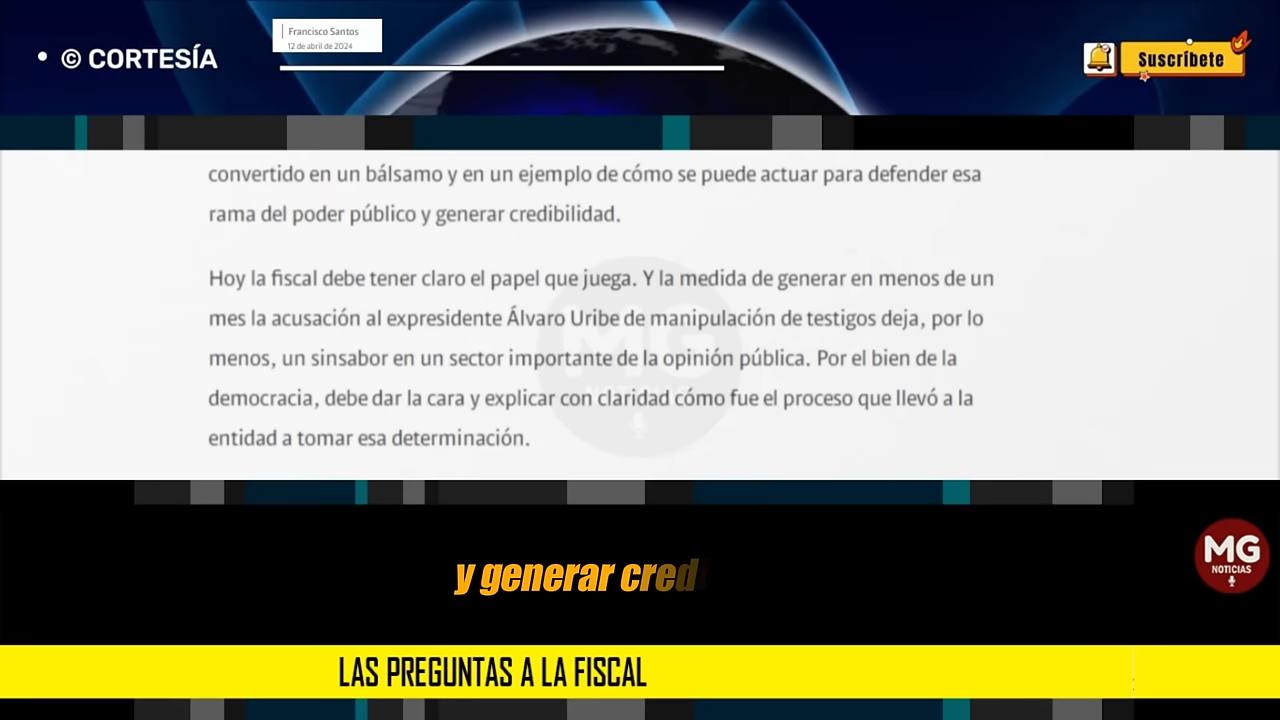 © CORTESÍA
Francisco Santos
12 de abril de 2024
Suscríbete
convertido en un bálsamo y en un ejemplo de cómo se puede actuar para defender esa
rama del poder público y generar credibilidad.
Hoy la fiscal debe tener claro el papel que juega. Y la medida de generar en menos de un
mes la acusación al expresidente Álvaro Uribe de manipulación de testigos deja, por lo
menos, un sinsabor en un sector importante de la opinión pública. Por el bien de la
democracia, debe dar la cara y explicar con claridad cómo fue el proceso que llevó a la
entidad a tomar esa determinación.
MG
y generar cred
MG
NOTICIAS
LAS PREGUNTAS A LA FISCAL